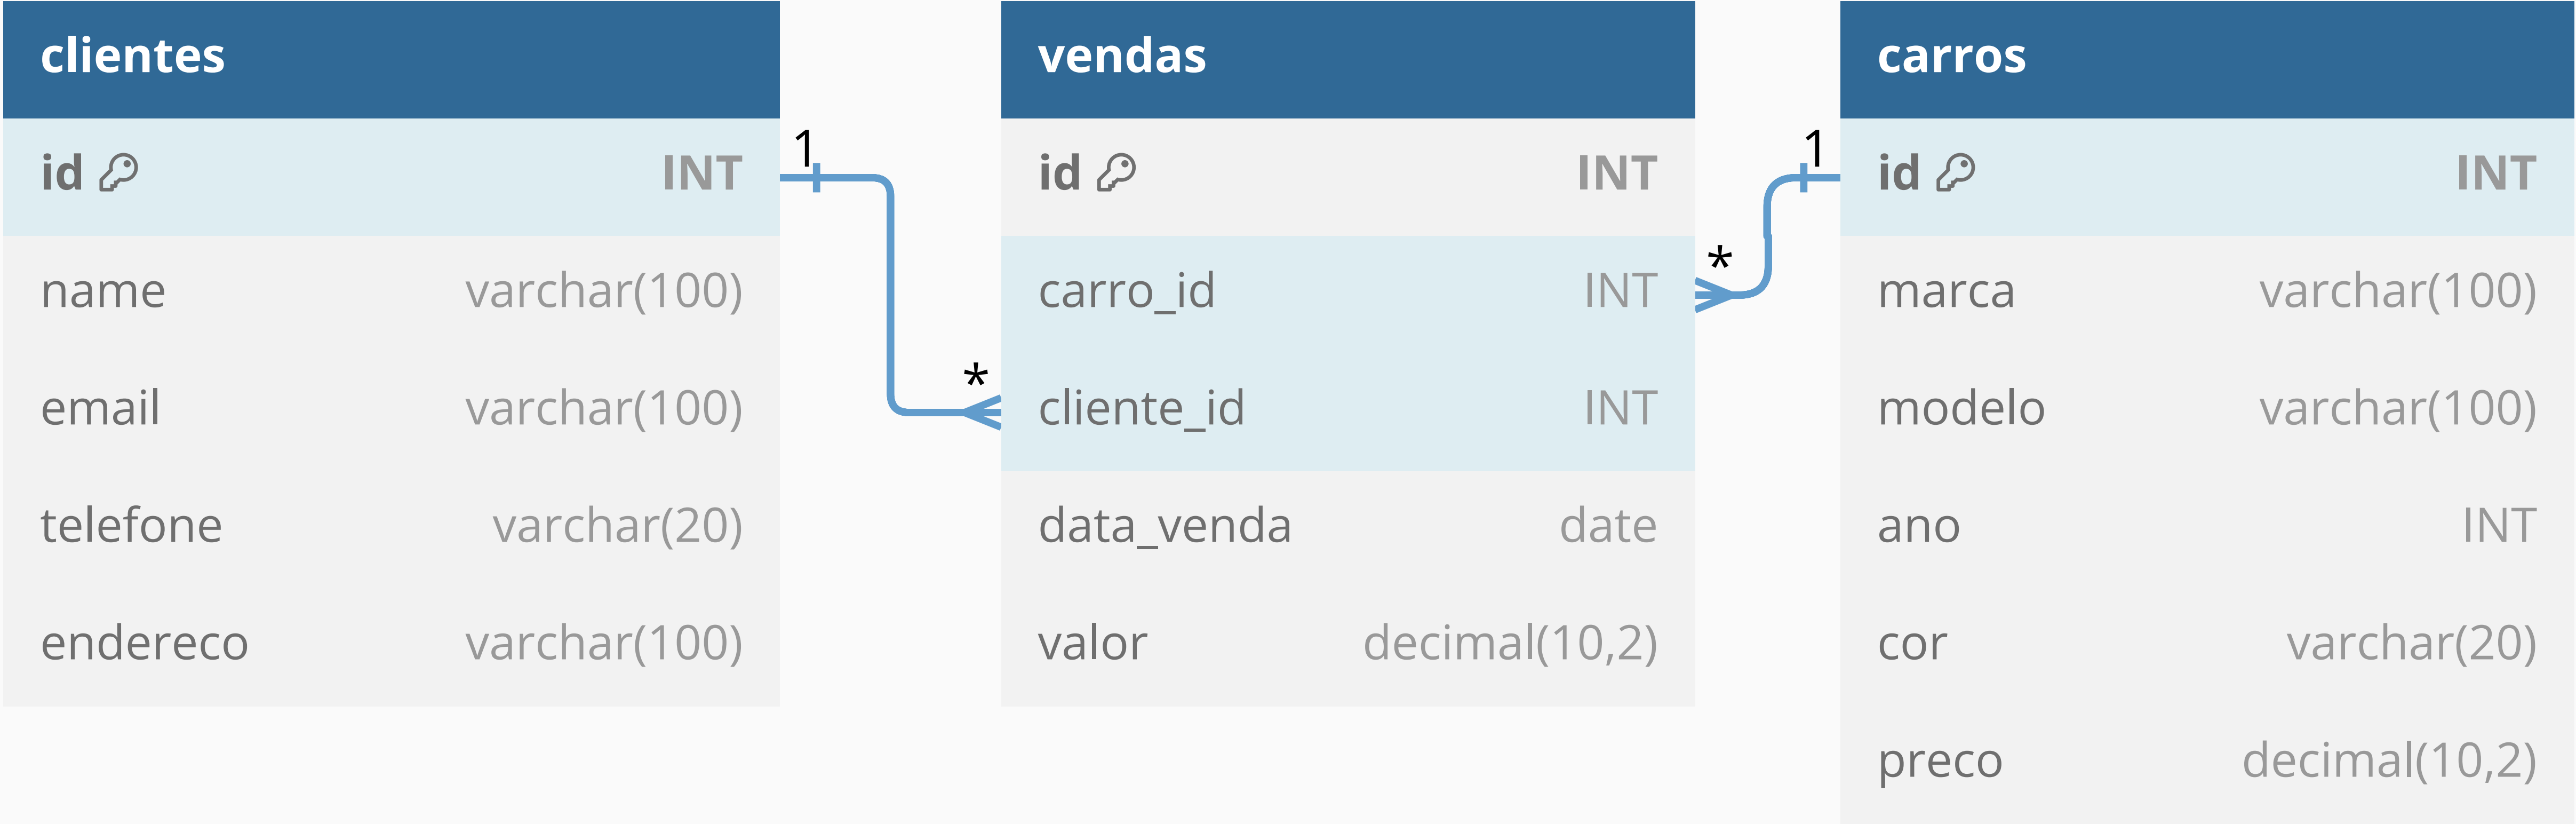 clientes
id INT
name varchar(100)
email varchar(100)
telefone varchar(20)
endereco varchar(100)
1
*
vendas
id INT
carro_id INT
cliente_id INT
data_venda date
valor decimal(10,2)
*
1
carros
id INT
marca varchar(100)
modelo varchar(100)
ano INT
cor varchar(20)
preco decimal(10,2)